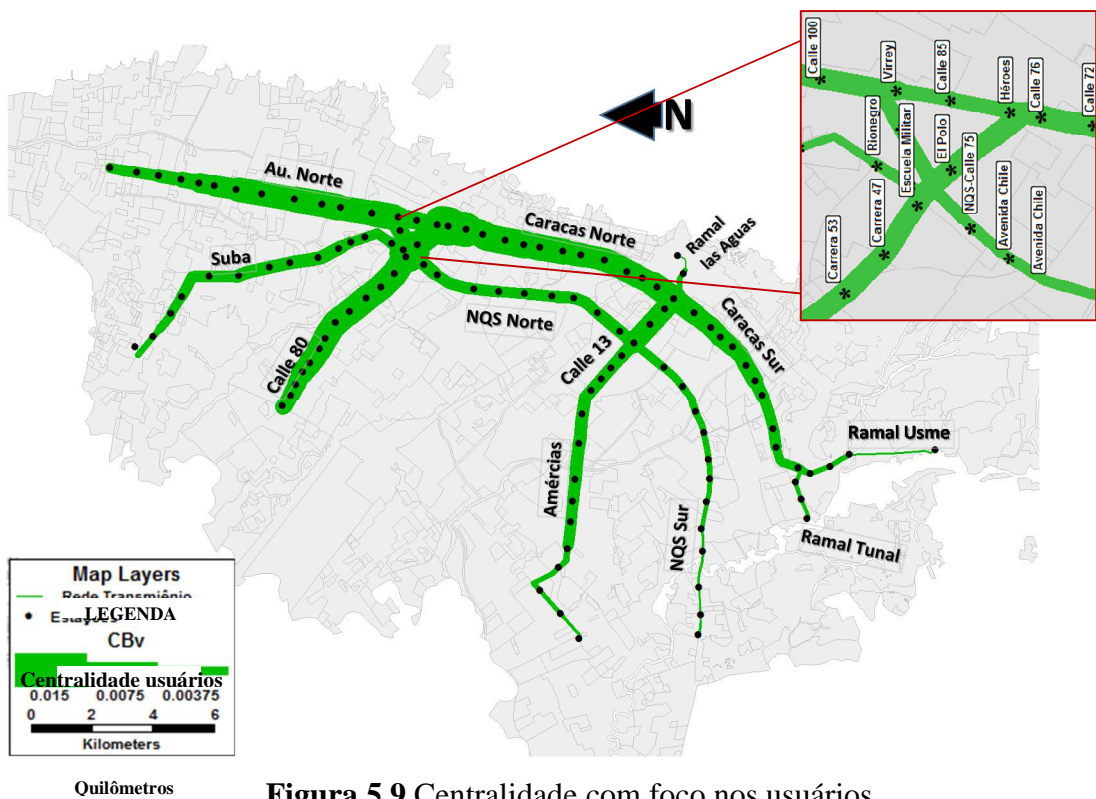 N
Au. Norte
Suba
Caracas Norte
Ramal
las Aguas
NQS Norte
Calle 80
Calle 13
Caracas Sur
Amércias
NQS Sur
Ramal Usme
Ramal Tunal
Calle 100
Virrey
Calle 85
Héroes
Calle 76
Calle 72
Rionegro
Escuela Militar
El Polo
NQS-Calle 75
Avenida Chile
Avenida Chile
Carrera 47
Carrera 53
Map Layers
Rede Transmiênio
LEGENDA
CBv
Centralidade usuários
0.015 0.0075 0.00375
0 2 4 6
Kilometers
Quilômetros
Figura 5.9 Centralidade com foco nos usuários